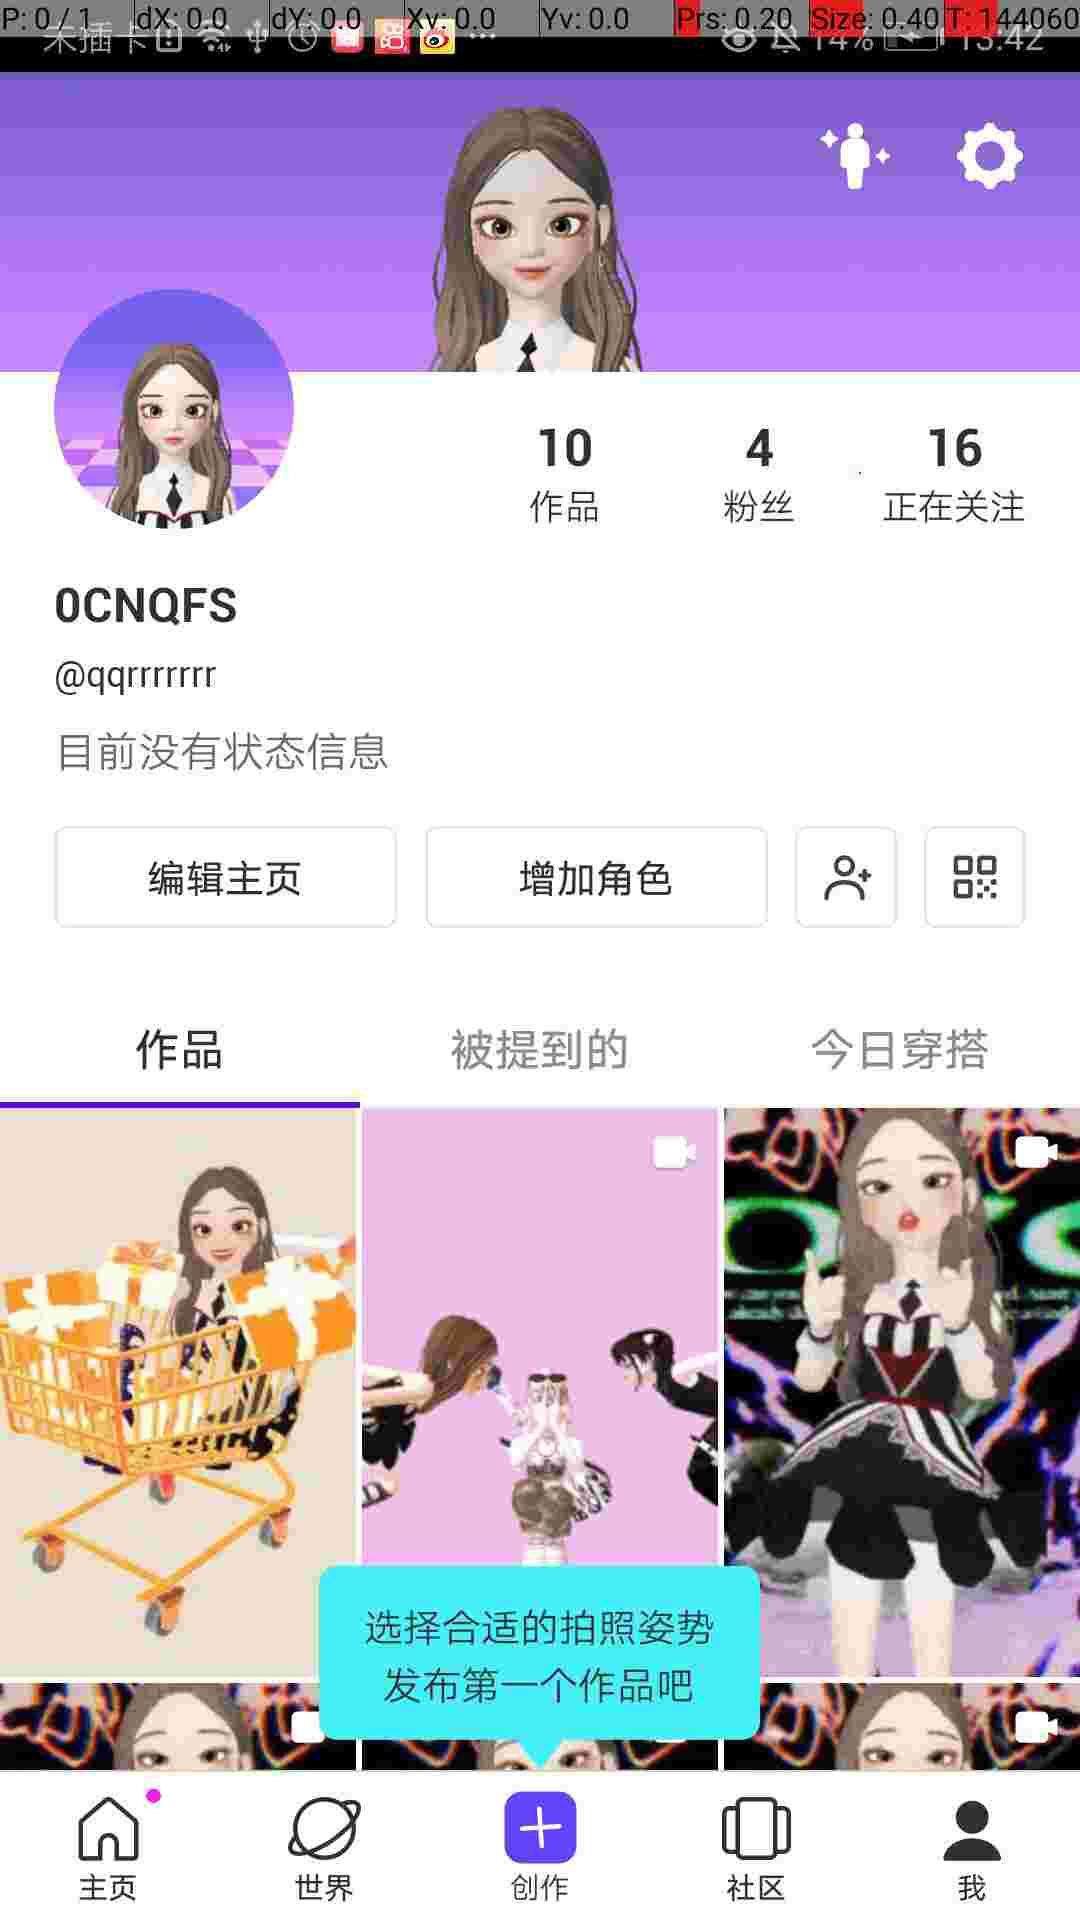 P: 0 / 1 dX: 0.0 dY: 0.0 Xv: 0.0 Yv: 0.0 Prs: 0.20 Size: 0.40 T: 144060
未插卡 14% 13:42
10 4 16
作品 粉丝 正在关注
0CNQFS
@qqrrrrrrr
目前没有状态信息
编辑主页 增加角色
作品 被提到的 今日穿搭
选择合适的拍照姿势
发布第一个作品吧
主页 世界 创作 社区 我